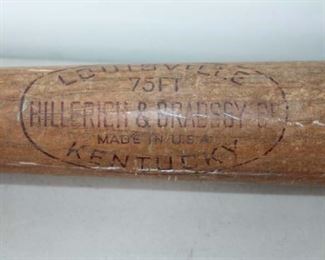 LOUISVILLE
75FT
HILLERICH & BRADSBY Co
MADE IN U.S.A.
KENTUCKY